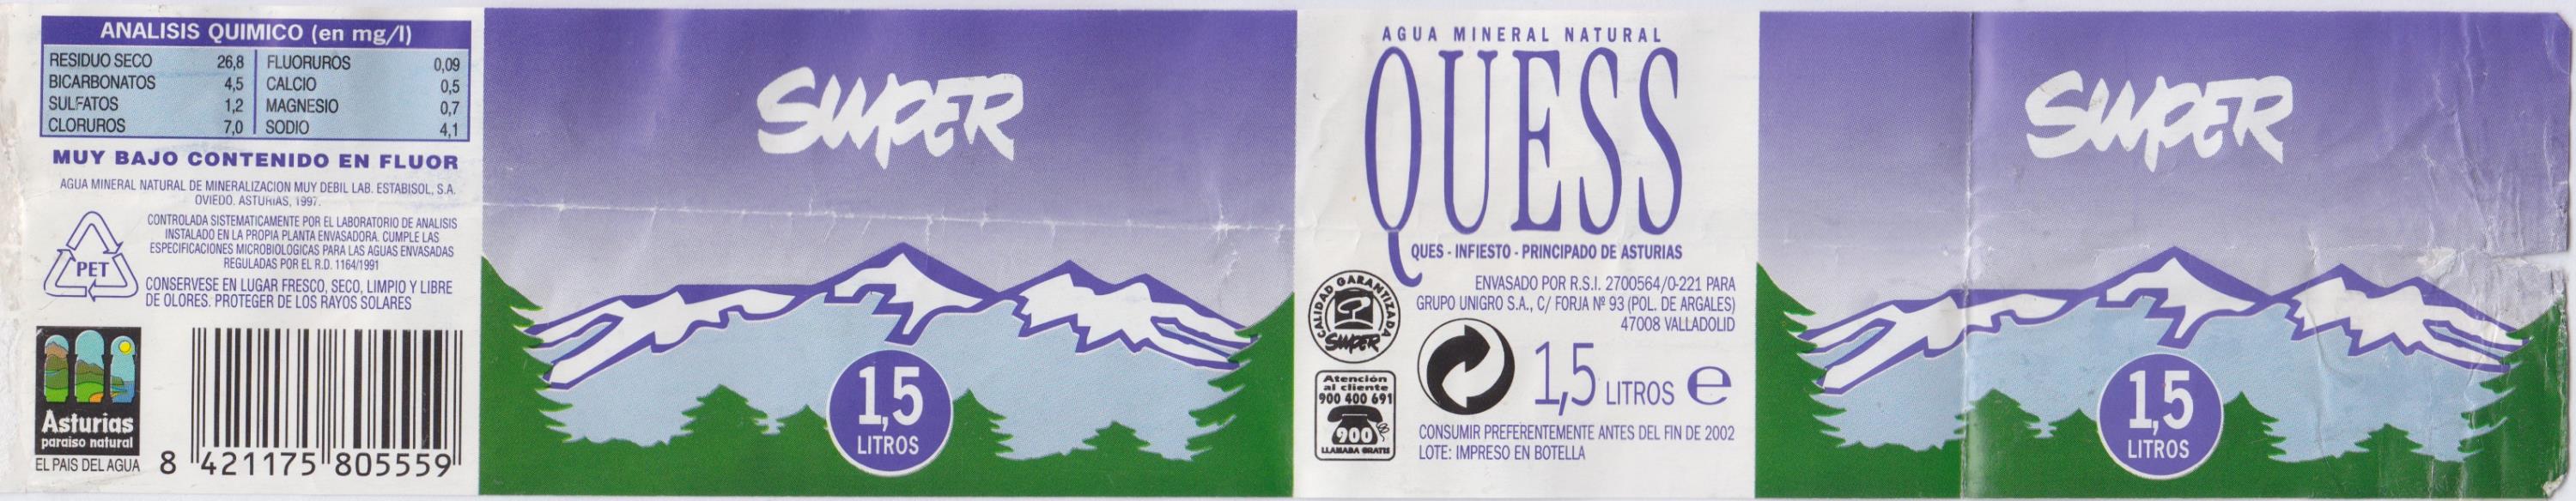 ANALISIS QUIMICO (en mg/l)
RESIDUO SECO 26,8 FLUORUROS 0,09
BICARBONATOS 4,5 CALCIO 0,5
SULFATOS 1,2 MAGNESIO 0,7
CLORUROS 7,0 SODIO 4,1
MUY BAJO CONTENIDO EN FLUOR
AGUA MINERAL NATURAL DE MINERALIZACION MUY DEBIL LAB. ESTABISOL, S.A.
OVIEDO. ASTURIAS, 1997.
CONTROLADA SISTEMATICAMENTE POR EL LABORATORIO DE ANALISIS
INSTALADO EN LA PROPIA PLANTA ENVASADORA. CUMPLE LAS
ESPECIFICACIONES MICROBIOLOGICAS PARA LAS AGUAS ENVASADAS
REGULADAS POR EL R.D. 1164/1991
PET
CONSERVESE EN LUGAR FRESCO, SECO, LIMPIO Y LIBRE
DE OLORES. PROTEGER DE LOS RAYOS SOLARES
Asturias
paraiso natural
EL PAIS DEL AGUA
8 421175 805559
SUPER
1,5
LITROS
AGUA MINERAL NATURAL
QUESS
QUES - INFIESTO - PRINCIPADO DE ASTURIAS
ENVASADO POR R.S.I. 2700564/0-221 PARA
GRUPO UNIGRO S.A., C/ FORJA Nº 93 (POL. DE ARGALES)
47008 VALLADOLID
CALIDAD GARANTIZADA
SUPER
1,5 LITROS e
Atención
al cliente
900 400 691
900
LLAMADA GRATIS
CONSUMIR PREFERENTEMENTE ANTES DEL FIN DE 2002
LOTE: IMPRESO EN BOTELLA
SUPER
1,5
LITROS